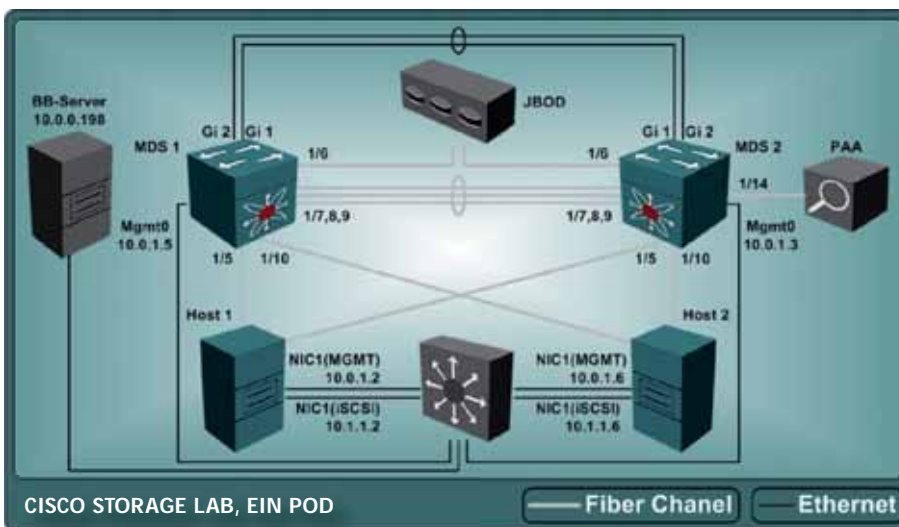 BB-Server
10.0.0.198
JBOD
Gi 2
Gi 1
Gi 1
Gi 2
MDS 1
1/6
1/6
MDS 2
PAA
1/14
Mgmt0
10.0.1.5
1/7,8,9
1/7,8,9
Mgmt0
10.0.1.3
1/5
1/10
1/5
1/10
Host 1
Host 2
NIC1(MGMT)
10.0.1.2
NIC1(MGMT)
10.0.1.6
NIC1(iSCSI)
10.1.1.2
NIC1(iSCSI)
10.1.1.6
CISCO STORAGE LAB, EIN POD
Fiber Chanel
Ethernet